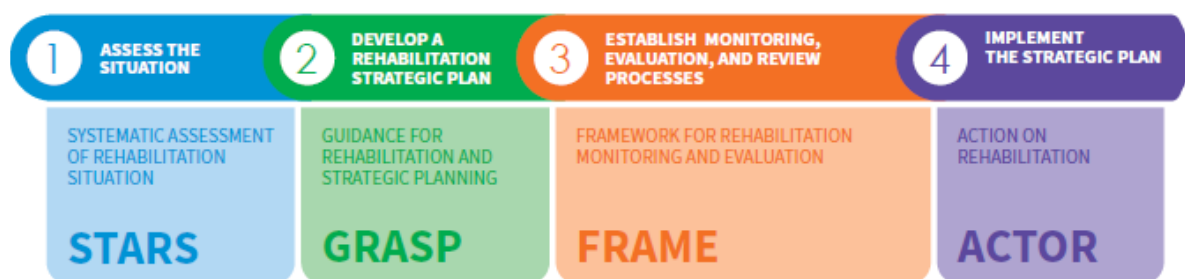 1
ASSESS THE
SITUATION
2
DEVELOP A
REHABILITATION
STRATEGIC PLAN
3
ESTABLISH MONITORING,
EVALUATION, AND REVIEW
PROCESSES
4
IMPLEMENT
THE STRATEGIC PLAN
SYSTEMATIC ASSESSMENT
OF REHABILITATION
SITUATION
STARS
GUIDANCE FOR
REHABILITATION AND
STRATEGIC PLANNING
GRASP
FRAMEWORK FOR REHABILITATION
MONITORING AND EVALUATION
FRAME
ACTION ON
REHABILITATION
ACTOR